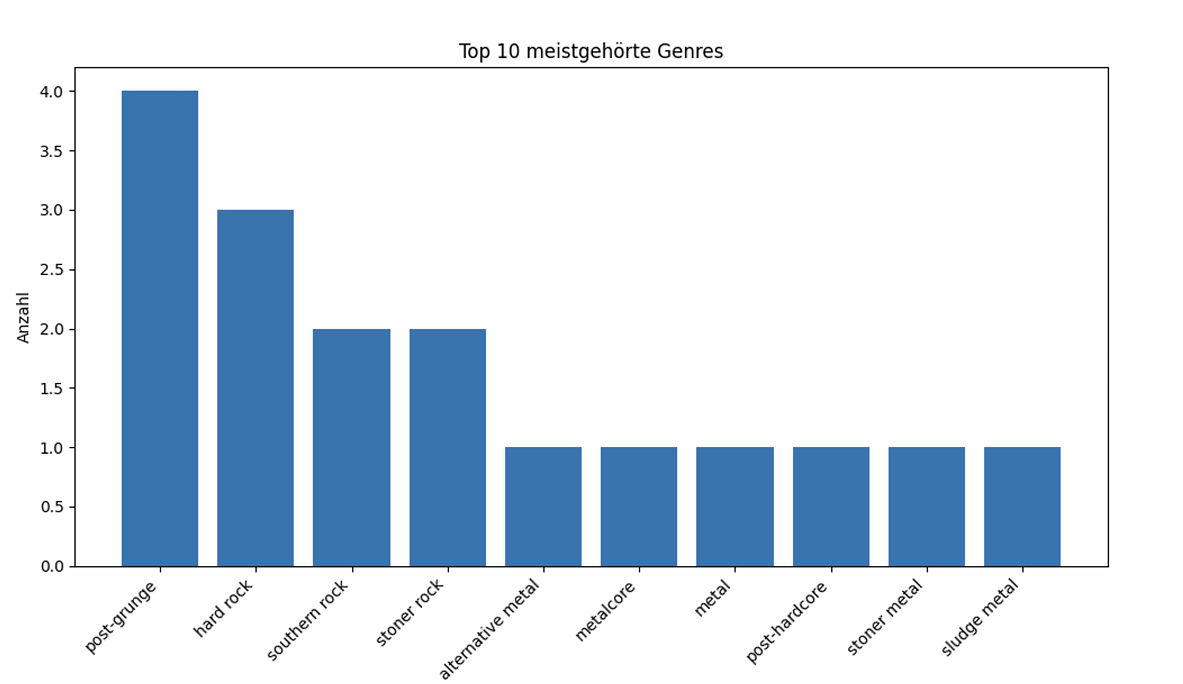 Top 10 meistgehörte Genres
Anzahl
4.0
3.5
3.0
2.5
2.0
1.5
1.0
0.5
0.0
post-grunge
hard rock
southern rock
stoner rock
alternative metal
metalcore
metal
post-hardcore
stoner metal
sludge metal